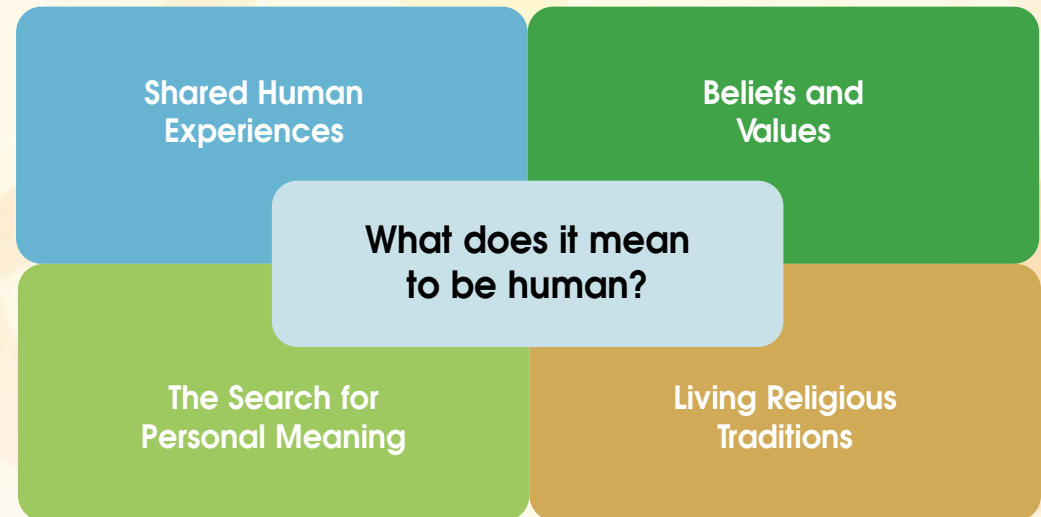 Shared Human
Experiences
Beliefs and
Values
What does it mean
to be human?
The Search for
Personal Meaning
Living Religious
Traditions